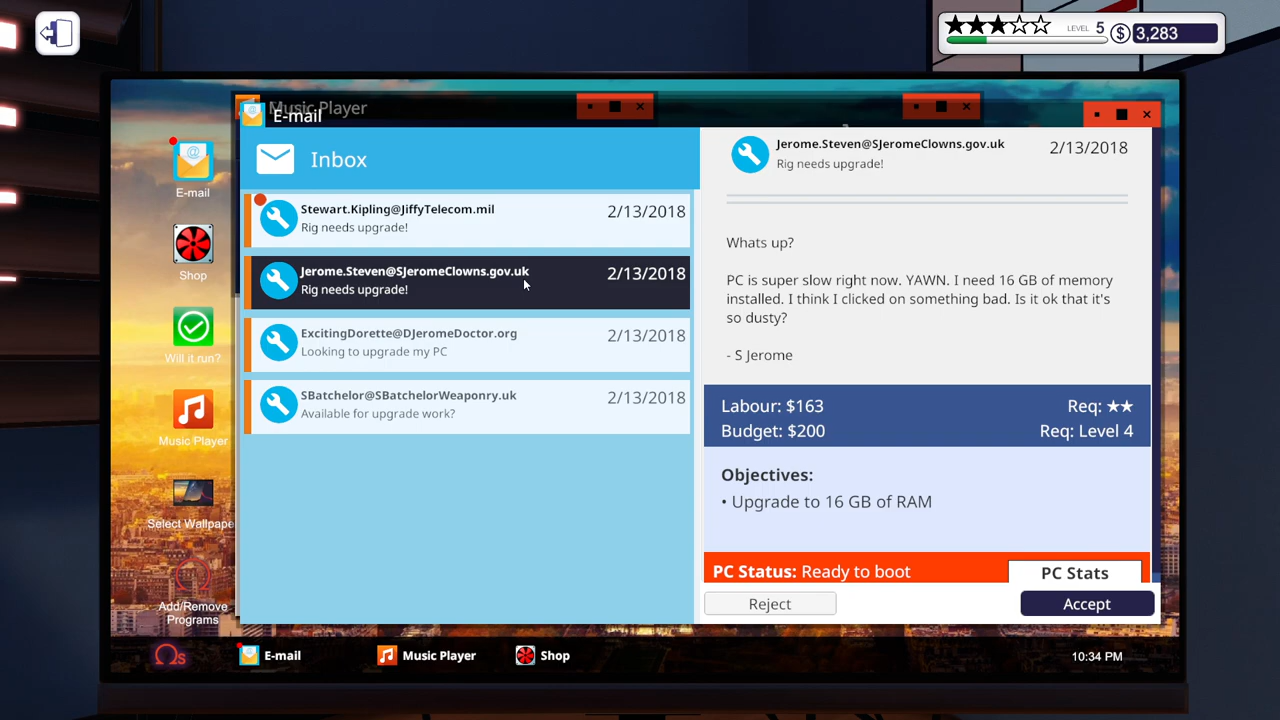 LEVEL 5 $ 3,283
Music Player
E-mail
Inbox
Stewart.Kipling@JiffyTelecom.mil 2/13/2018
Rig needs upgrade!
Jerome.Steven@SJeromeClowns.gov.uk 2/13/2018
Rig needs upgrade!
ExcitingDorette@DJeromeDoctor.org 2/13/2018
Looking to upgrade my PC
SBatchelor@SBatchelorWeaponry.uk 2/13/2018
Available for upgrade work?
Jerome.Steven@SJeromeClowns.gov.uk 2/13/2018
Rig needs upgrade!
Whats up?
PC is super slow right now. YAWN. I need 16 GB of memory
installed. I think I clicked on something bad. Is it ok that it's
so dusty?
- S Jerome
Labour: $163 Req: ★★
Budget: $200 Req: Level 4
Objectives:
• Upgrade to 16 GB of RAM
PC Status: Ready to boot PC Stats
Reject Accept
E-mail
Shop
Will it run?
Music Player
Select Wallpape
Add/Remove
Programs
Ωs E-mail Music Player Shop 10:34 PM